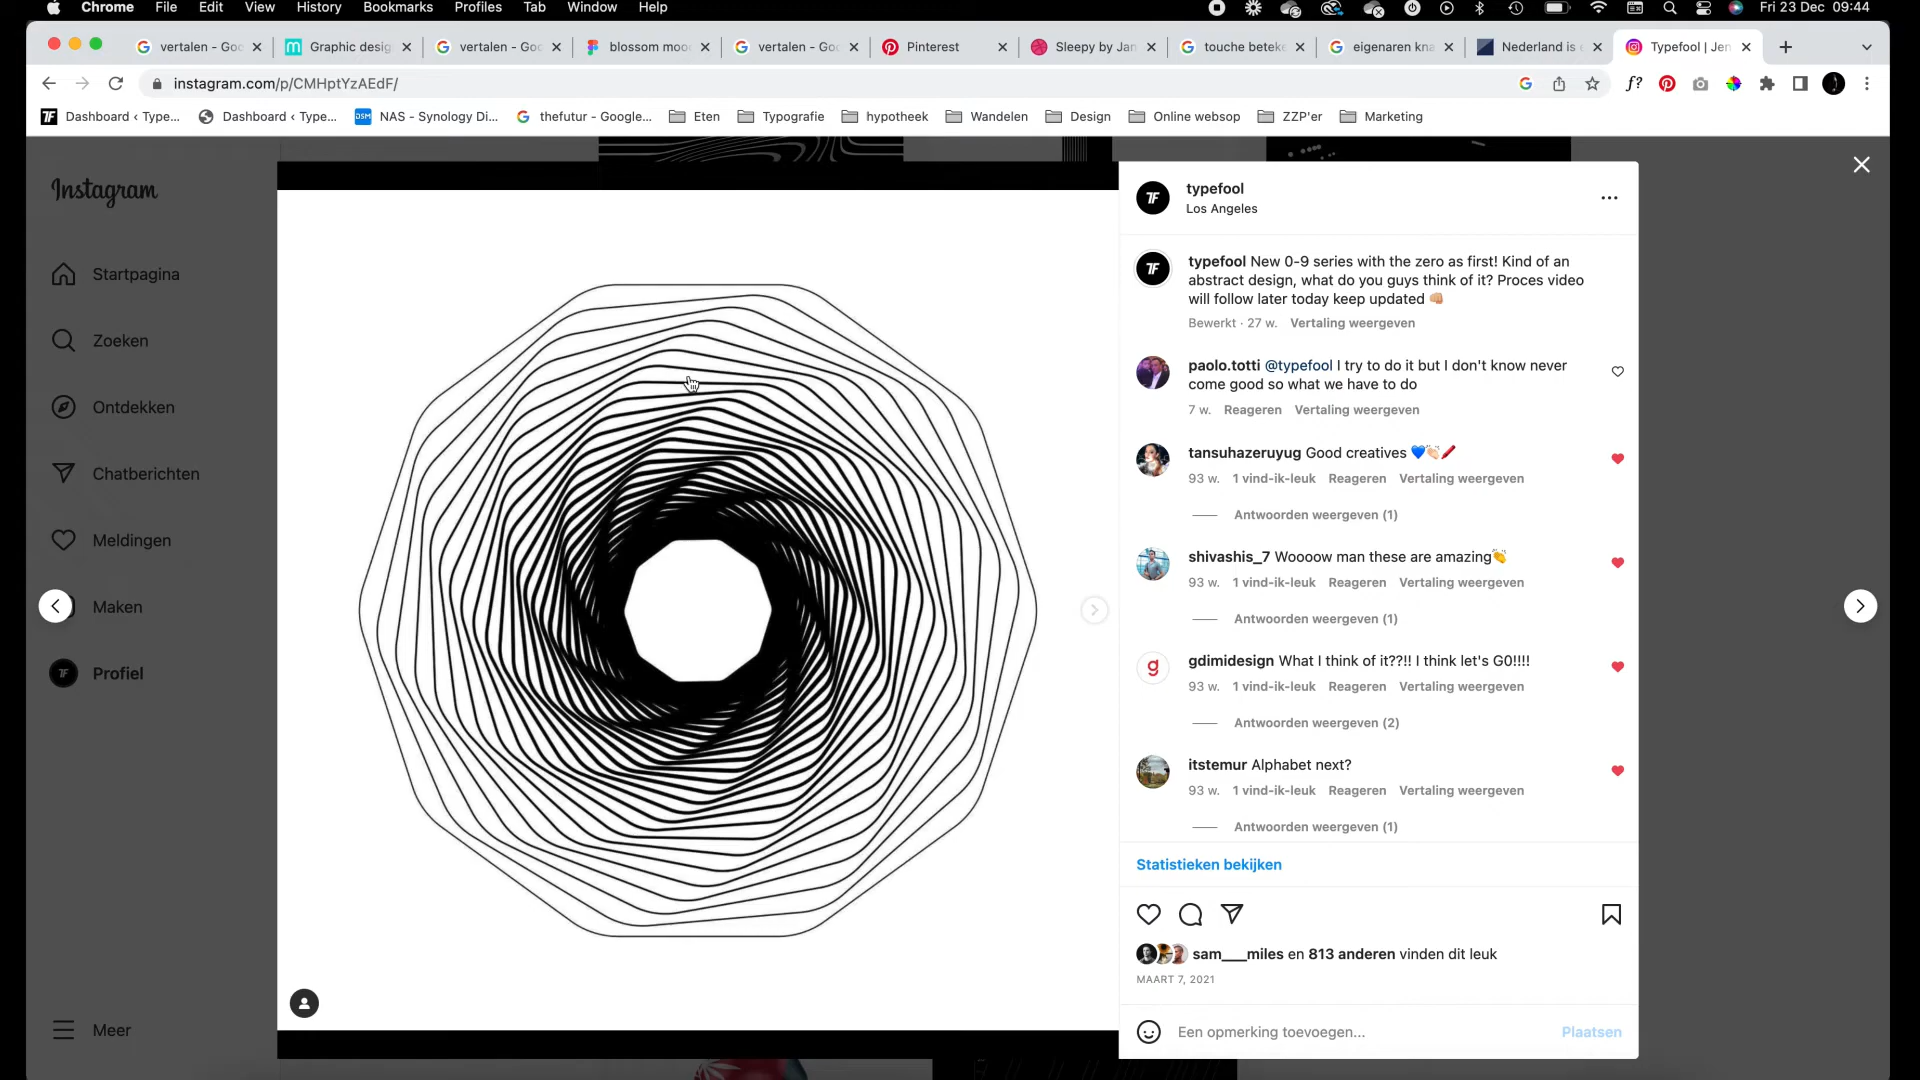 Chrome File Edit View History Bookmarks Profiles Tab Window Help Fri 23 Dec 09:44
vertalen - Goo Graphic desig vertalen - Goo blossom moo vertalen - Goo Pinterest Sleepy by Jan touche beteke eigenaren kna Nederland is Typefool | Jen
instagram.com/p/CMHptYzAEdF/
Dashboard ‹ Type... Dashboard ‹ Type... NAS - Synology Di... thefutur - Google... Eten Typografie hypotheek Wandelen Design Online websop ZZP'er Marketing
Instagram
Startpagina
Zoeken
Ontdekken
Chatberichten
Meldingen
Maken
Profiel
Meer
typefool
Los Angeles
typefool New 0-9 series with the zero as first! Kind of an
abstract design, what do you guys think of it? Proces video
will follow later today keep updated 👊🏼
Bewerkt · 27 w. Vertaling weergeven
paolo.totti @typefool I try to do it but I don't know never
come good so what we have to do
7 w. Reageren Vertaling weergeven
tansuhazeruyug Good creatives 💙👏🏻🖍️
93 w. 1 vind-ik-leuk Reageren Vertaling weergeven
Antwoorden weergeven (1)
shivashis_7 Woooow man these are amazing👏
93 w. 1 vind-ik-leuk Reageren Vertaling weergeven
Antwoorden weergeven (1)
gdimidesign What I think of it??!! I think let's G0!!!!
93 w. 1 vind-ik-leuk Reageren Vertaling weergeven
Antwoorden weergeven (2)
itstemur Alphabet next?
93 w. 1 vind-ik-leuk Reageren Vertaling weergeven
Antwoorden weergeven (1)
Statistieken bekijken
sam___miles en 813 anderen vinden dit leuk
MAART 7, 2021
Een opmerking toevoegen... Plaatsen